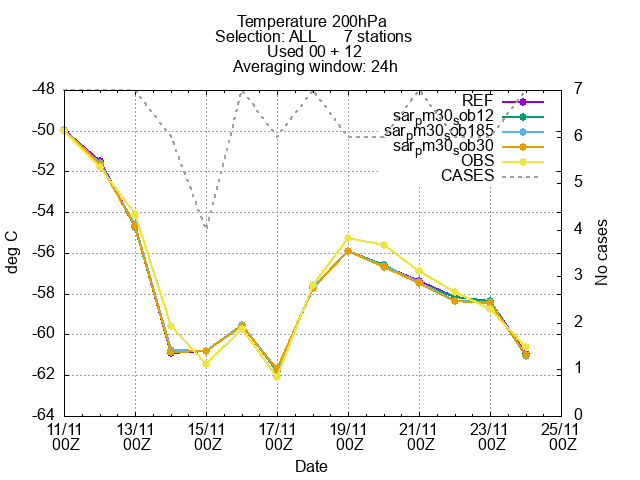 Temperature 200hPa
Selection: ALL 7 stations
Used 00 + 12
Averaging window: 24h
REF
sar_pm30_sob12
sar_pm30_sob185
sar_pm30_sob30
OBS
CASES
-48
-50
-52
-54
-56
-58
-60
-62
-64
deg C
7
6
5
4
3
2
1
0
No cases
11/11 13/11 15/11 17/11 19/11 21/11 23/11 25/11
00Z 00Z 00Z 00Z 00Z 00Z 00Z 00Z
Date